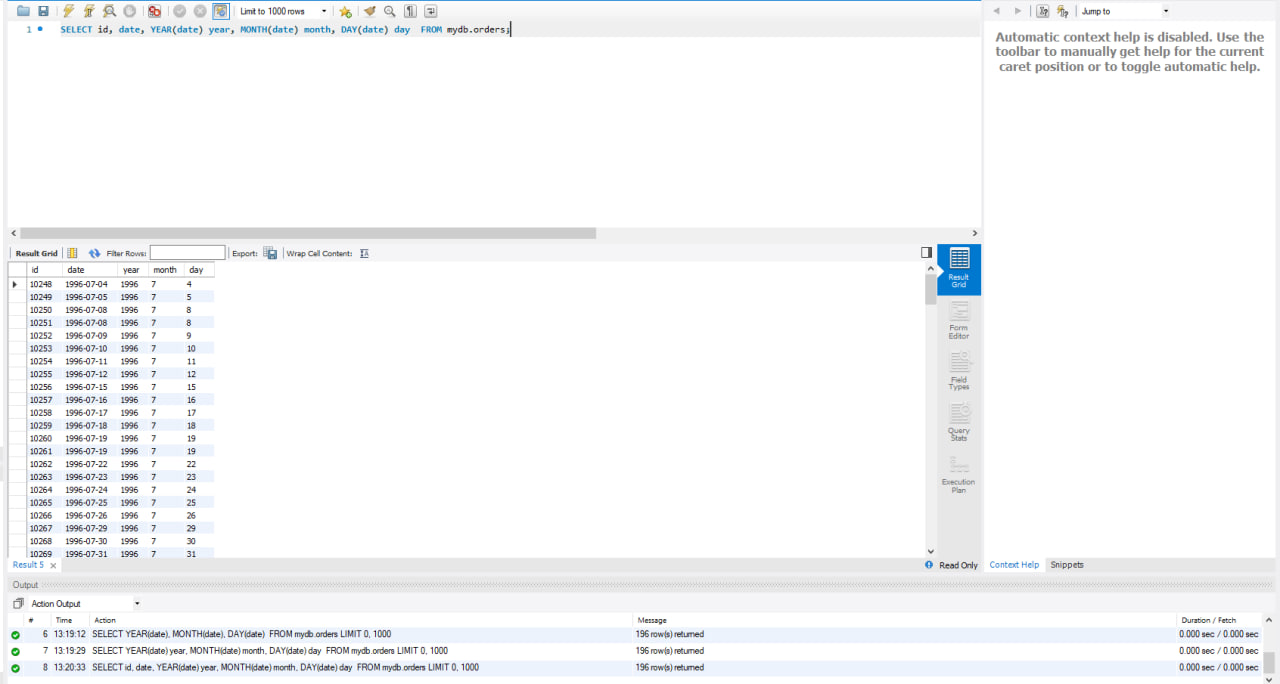 Limit to 1000 rows
Jump to
1 SELECT id, date, YEAR(date) year, MONTH(date) month, DAY(date) day  FROM mydb.orders;
Automatic context help is disabled. Use the
toolbar to manually get help for the current
caret position or to toggle automatic help.
Result Grid Filter Rows: Export: Wrap Cell Content:
id date year month day
10248 1996-07-04 1996 7 4
10249 1996-07-05 1996 7 5
10250 1996-07-08 1996 7 8
10251 1996-07-08 1996 7 8
10252 1996-07-09 1996 7 9
10253 1996-07-10 1996 7 10
10254 1996-07-11 1996 7 11
10255 1996-07-12 1996 7 12
10256 1996-07-15 1996 7 15
10257 1996-07-16 1996 7 16
10258 1996-07-17 1996 7 17
10259 1996-07-18 1996 7 18
10260 1996-07-19 1996 7 19
10261 1996-07-19 1996 7 19
10262 1996-07-22 1996 7 22
10263 1996-07-23 1996 7 23
10264 1996-07-24 1996 7 24
10265 1996-07-25 1996 7 25
10266 1996-07-26 1996 7 26
10267 1996-07-29 1996 7 29
10268 1996-07-30 1996 7 30
10269 1996-07-31 1996 7 31
Result
Grid
Form
Editor
Field
Types
Query
Stats
Execution
Plan
Result 5
Read Only
Context Help Snippets
Output
Action Output
# Time Action Message Duration / Fetch
6 13:19:12 SELECT YEAR(date), MONTH(date), DAY(date)  FROM mydb.orders LIMIT 0, 1000 196 row(s) returned 0.000 sec / 0.000 sec
7 13:19:29 SELECT YEAR(date) year, MONTH(date) month, DAY(date) day  FROM mydb.orders LIMIT 0, 1000 196 row(s) returned 0.000 sec / 0.000 sec
8 13:20:33 SELECT id, date, YEAR(date) year, MONTH(date) month, DAY(date) day  FROM mydb.orders LIMIT 0, 1000 196 row(s) returned 0.000 sec / 0.000 sec